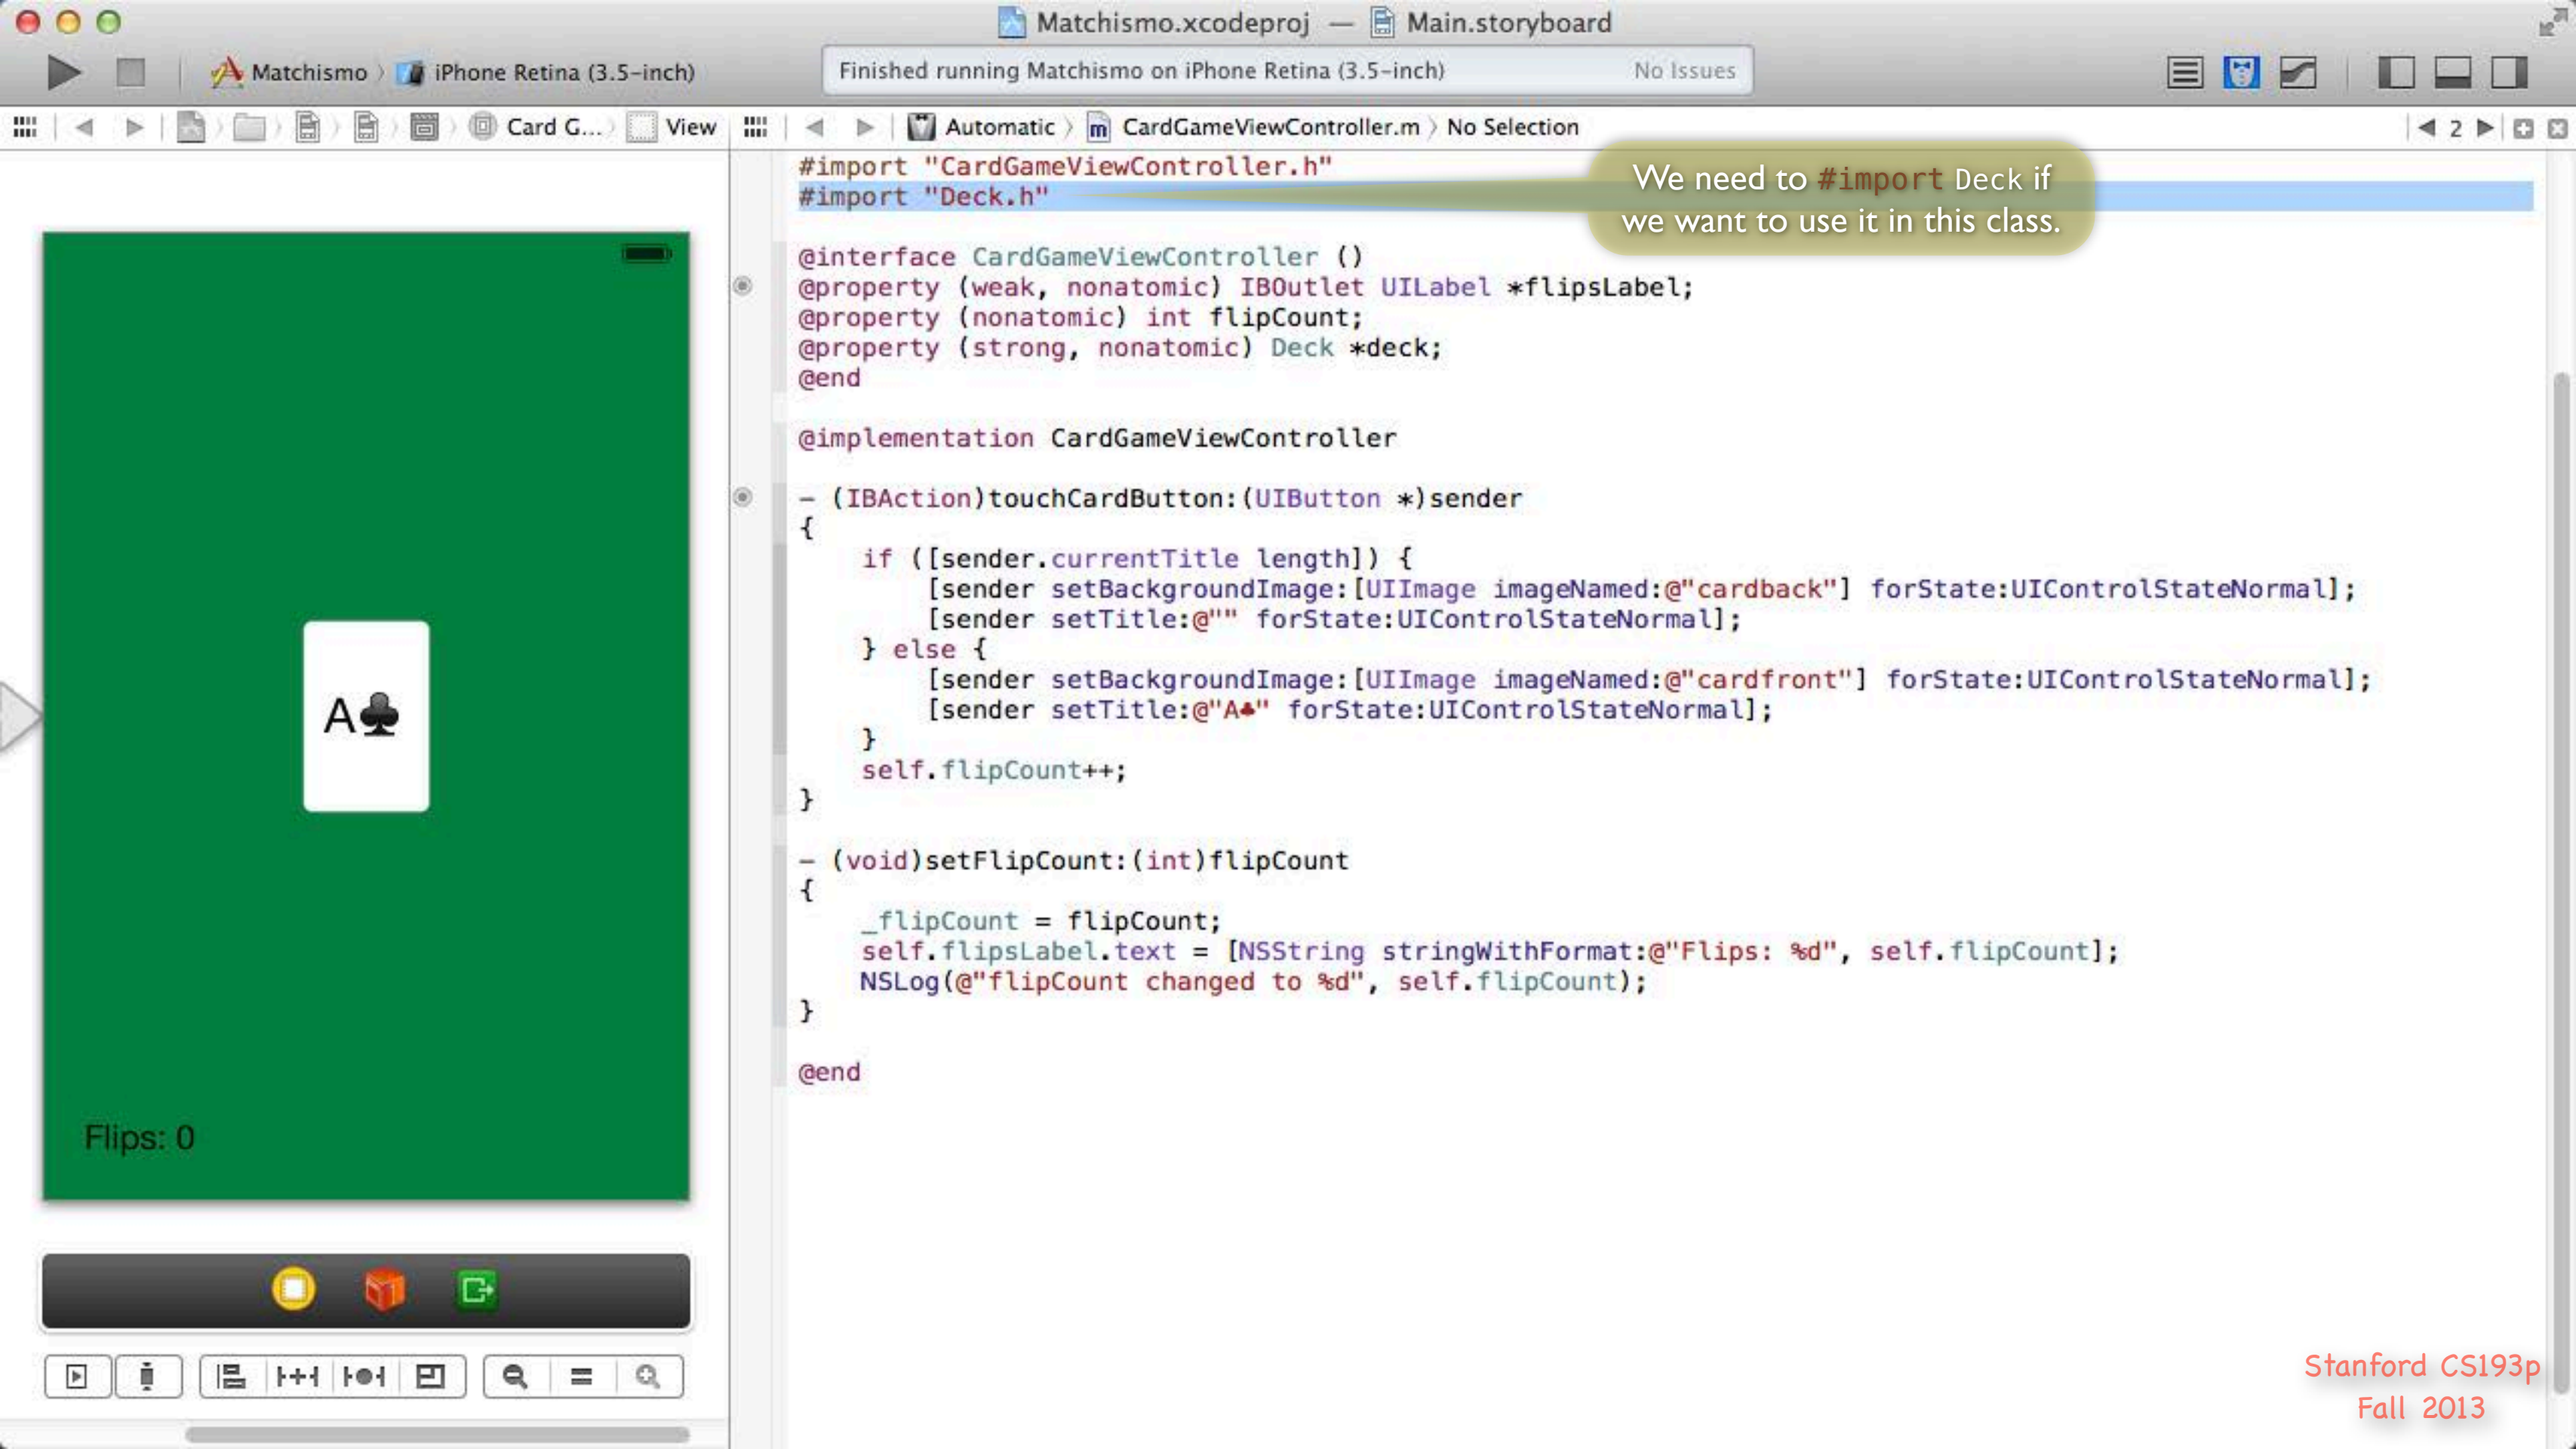 Matchismo.xcodeproj — Main.storyboard
Matchismo
iPhone Retina (3.5-inch)
Finished running Matchismo on iPhone Retina (3.5-inch)
No Issues
Card G...
View
Automatic
m CardGameViewController.m
No Selection
2
#import "CardGameViewController.h"
#import "Deck.h"
We need to #import Deck if
we want to use it in this class.
@interface CardGameViewController ()
@property (weak, nonatomic) IBOutlet UILabel *flipsLabel;
@property (nonatomic) int flipCount;
@property (strong, nonatomic) Deck *deck;
@end
@implementation CardGameViewController
- (IBAction)touchCardButton:(UIButton *)sender
{
if ([sender.currentTitle length]) {
[sender setBackgroundImage:[UIImage imageNamed:@"cardback"] forState:UIControlStateNormal];
[sender setTitle:@"" forState:UIControlStateNormal];
} else {
[sender setBackgroundImage:[UIImage imageNamed:@"cardfront"] forState:UIControlStateNormal];
[sender setTitle:@"A♣" forState:UIControlStateNormal];
}
self.flipCount++;
}
- (void)setFlipCount:(int)flipCount
{
_flipCount = flipCount;
self.flipsLabel.text = [NSString stringWithFormat:@"Flips: %d", self.flipCount];
NSLog(@"flipCount changed to %d", self.flipCount);
}
@end
A♣
Flips: 0
Stanford CS193p
Fall 2013